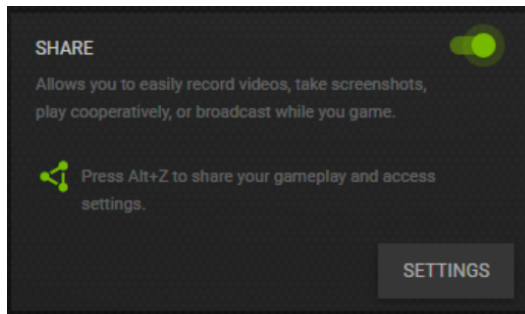 SHARE
Allows you to easily record videos, take screenshots,
play cooperatively, or broadcast while you game.
Press Alt+Z to share your gameplay and access
settings.
SETTINGS